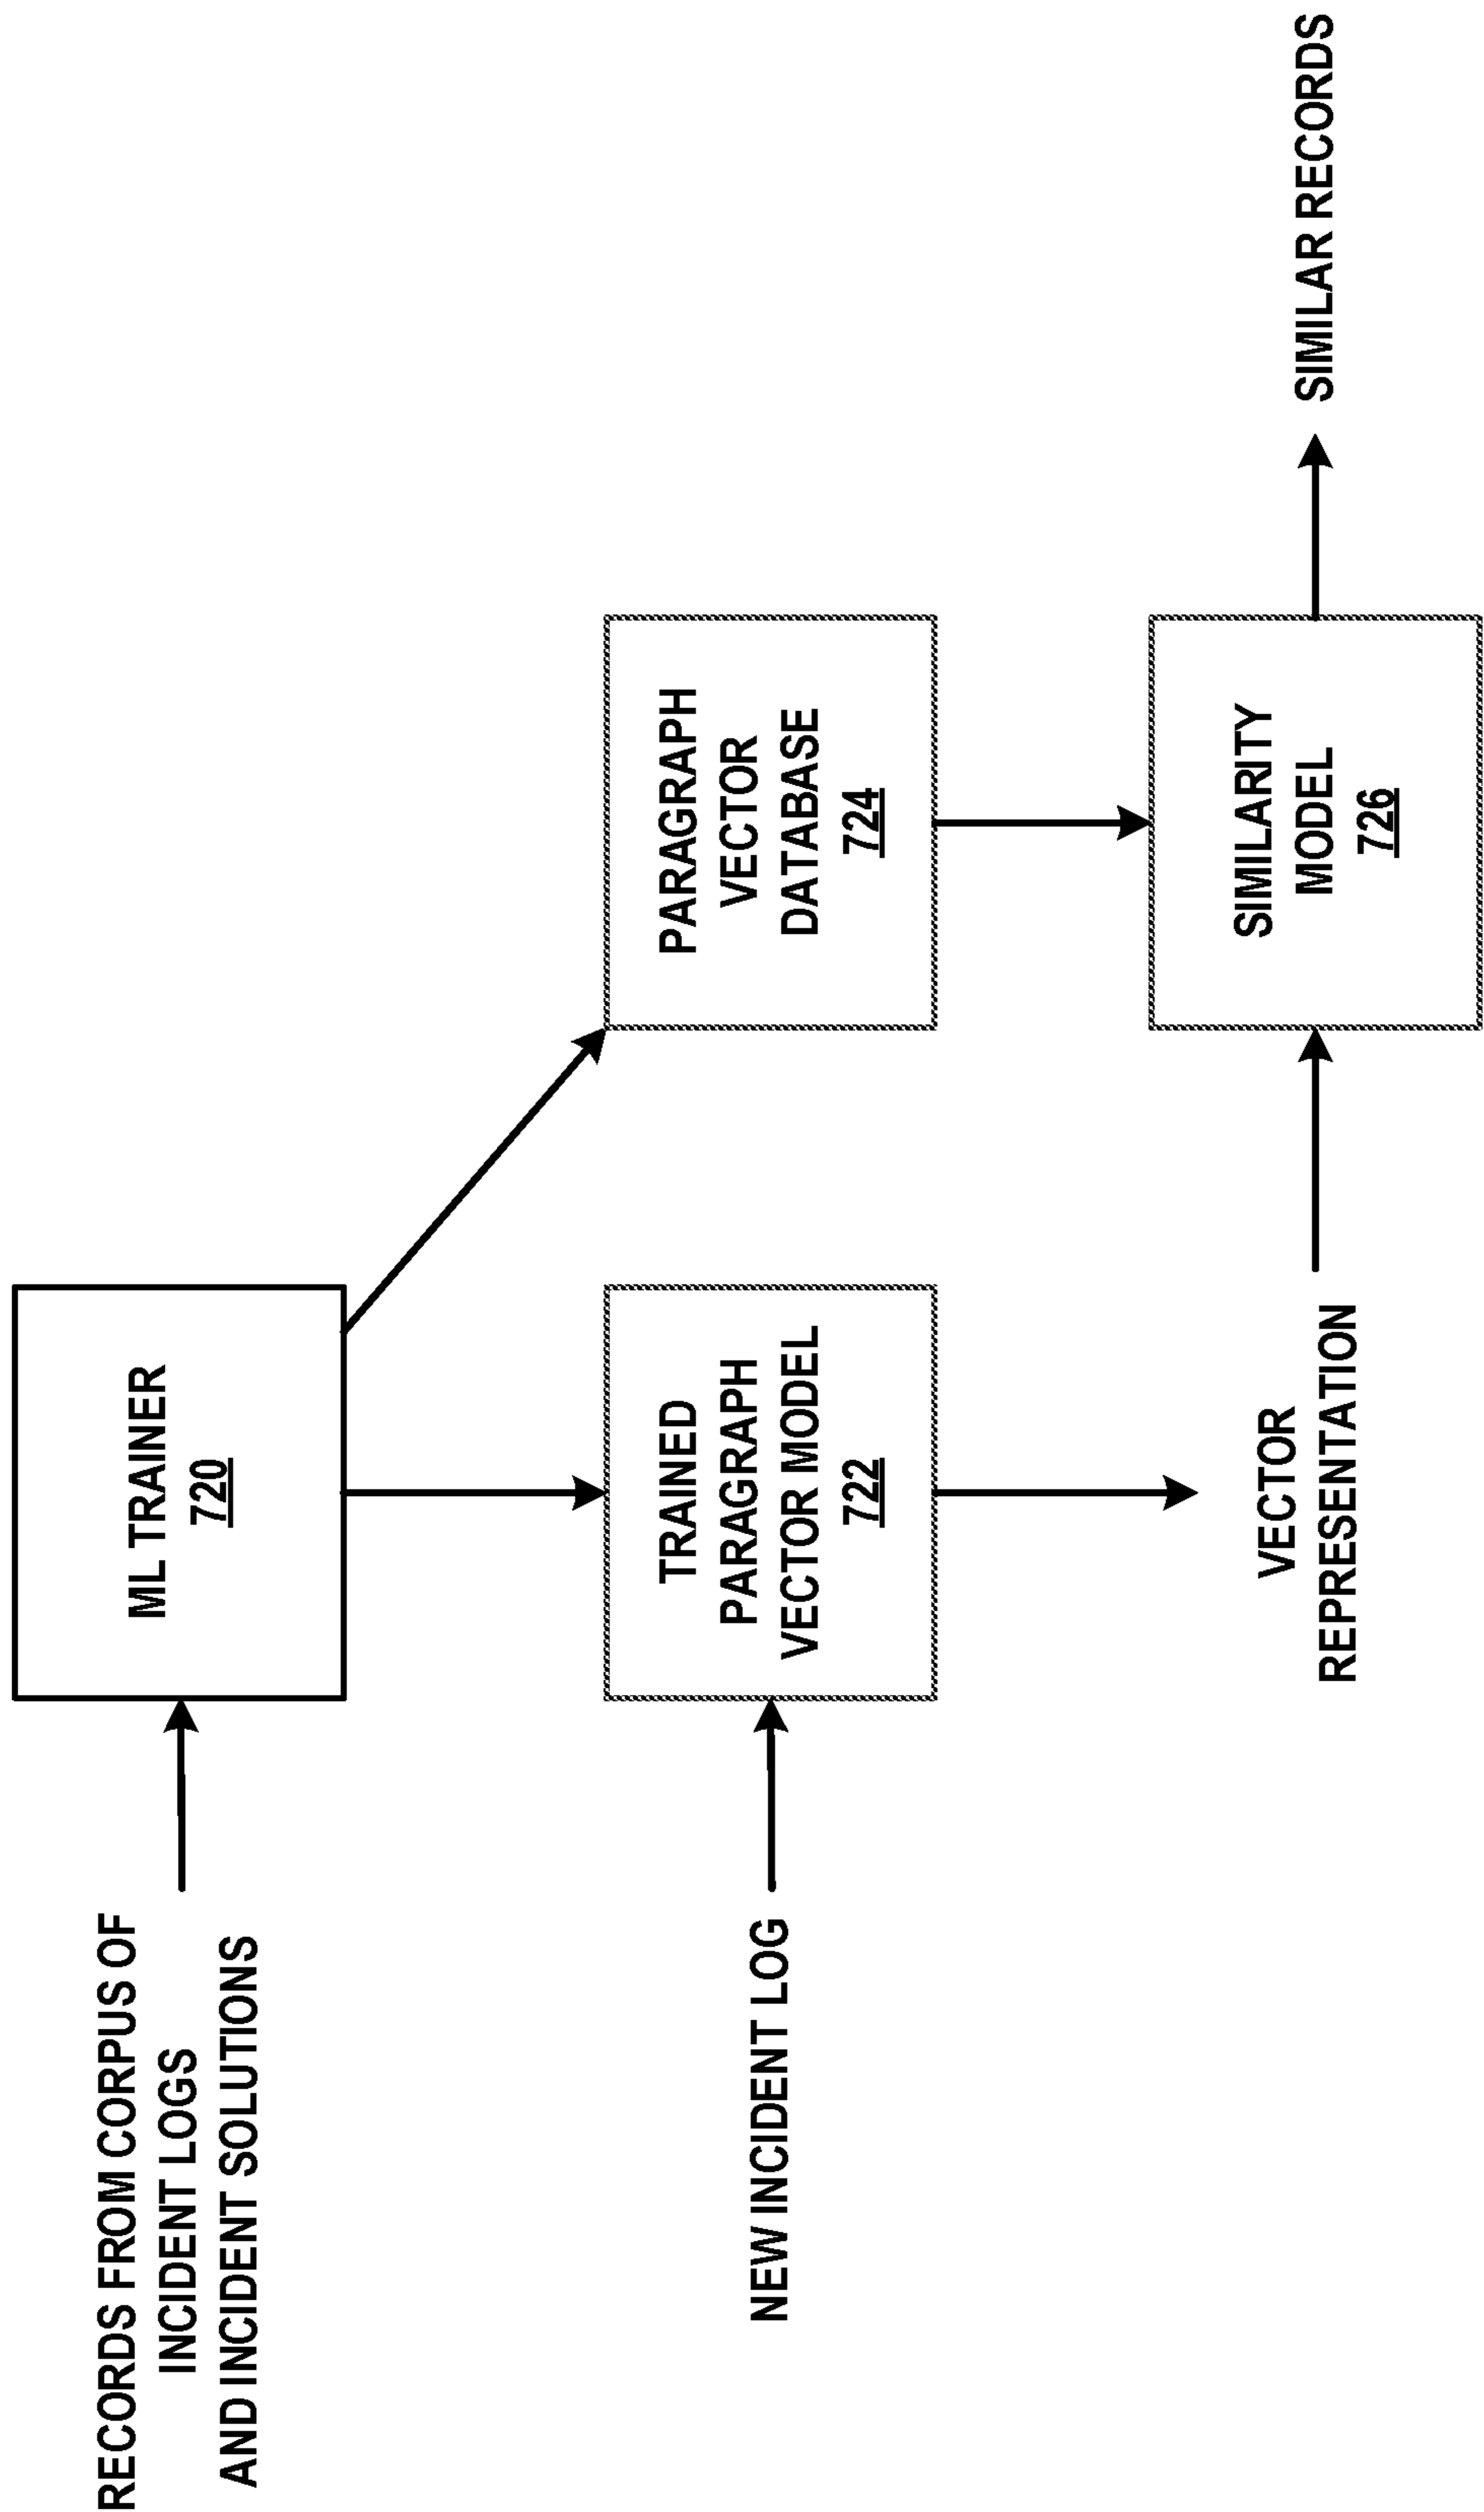 RECORDS FROM CORPUS OF
INCIDENT LOGS
AND INCIDENT SOLUTIONS
ML TRAINER
720
NEW INCIDENT LOG
TRAINED
PARAGRAPH
VECTOR MODEL
722
PARAGRAPH
VECTOR
DATABASE
724
VECTOR
REPRESENTATION
SIMILARITY
MODEL
726
SIMILAR RECORDS